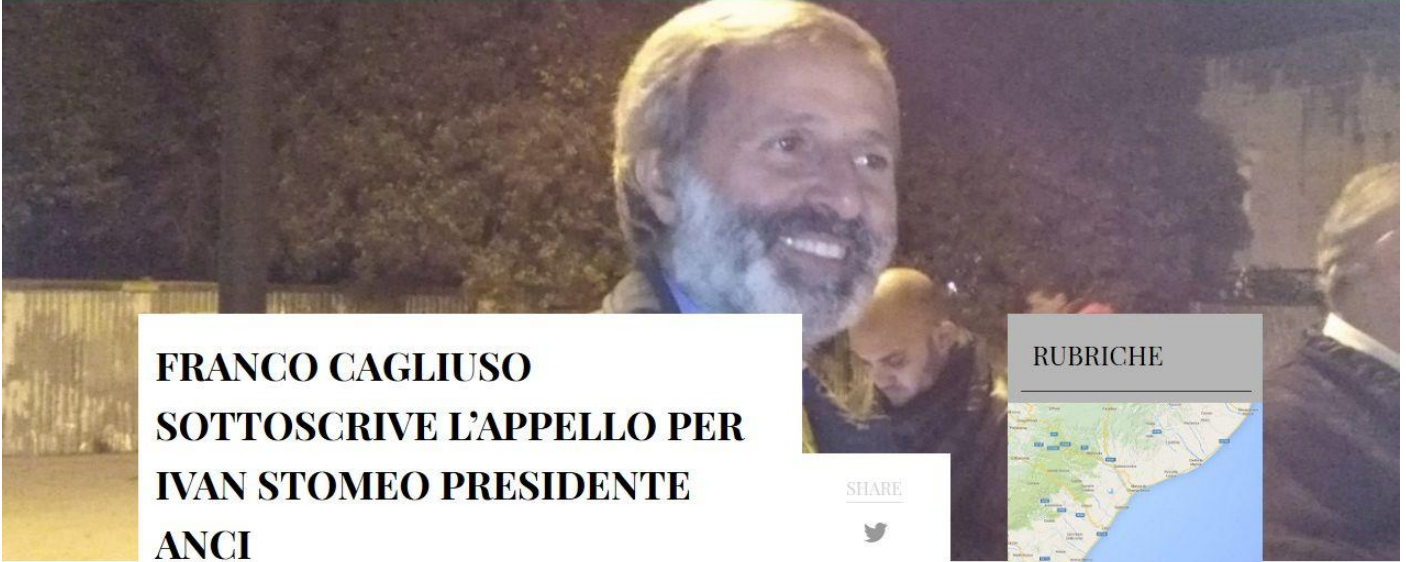 FRANCO CAGLIUSO
SOTTOSCRIVE L’APPELLO PER
IVAN STOMEO PRESIDENTE
ANCI
SHARE
RUBRICHE